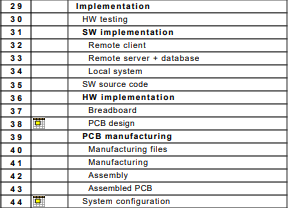 29 Implementation
30 HW testing
31 SW implementation
32 Remote client
33 Remote server + database
34 Local system
35 SW source code
36 HW implementation
37 Breadboard
38 PCB design
39 PCB manufacturing
40 Manufacturing files
41 Manufacturing
42 Assembly
43 Assembled PCB
44 System configuration